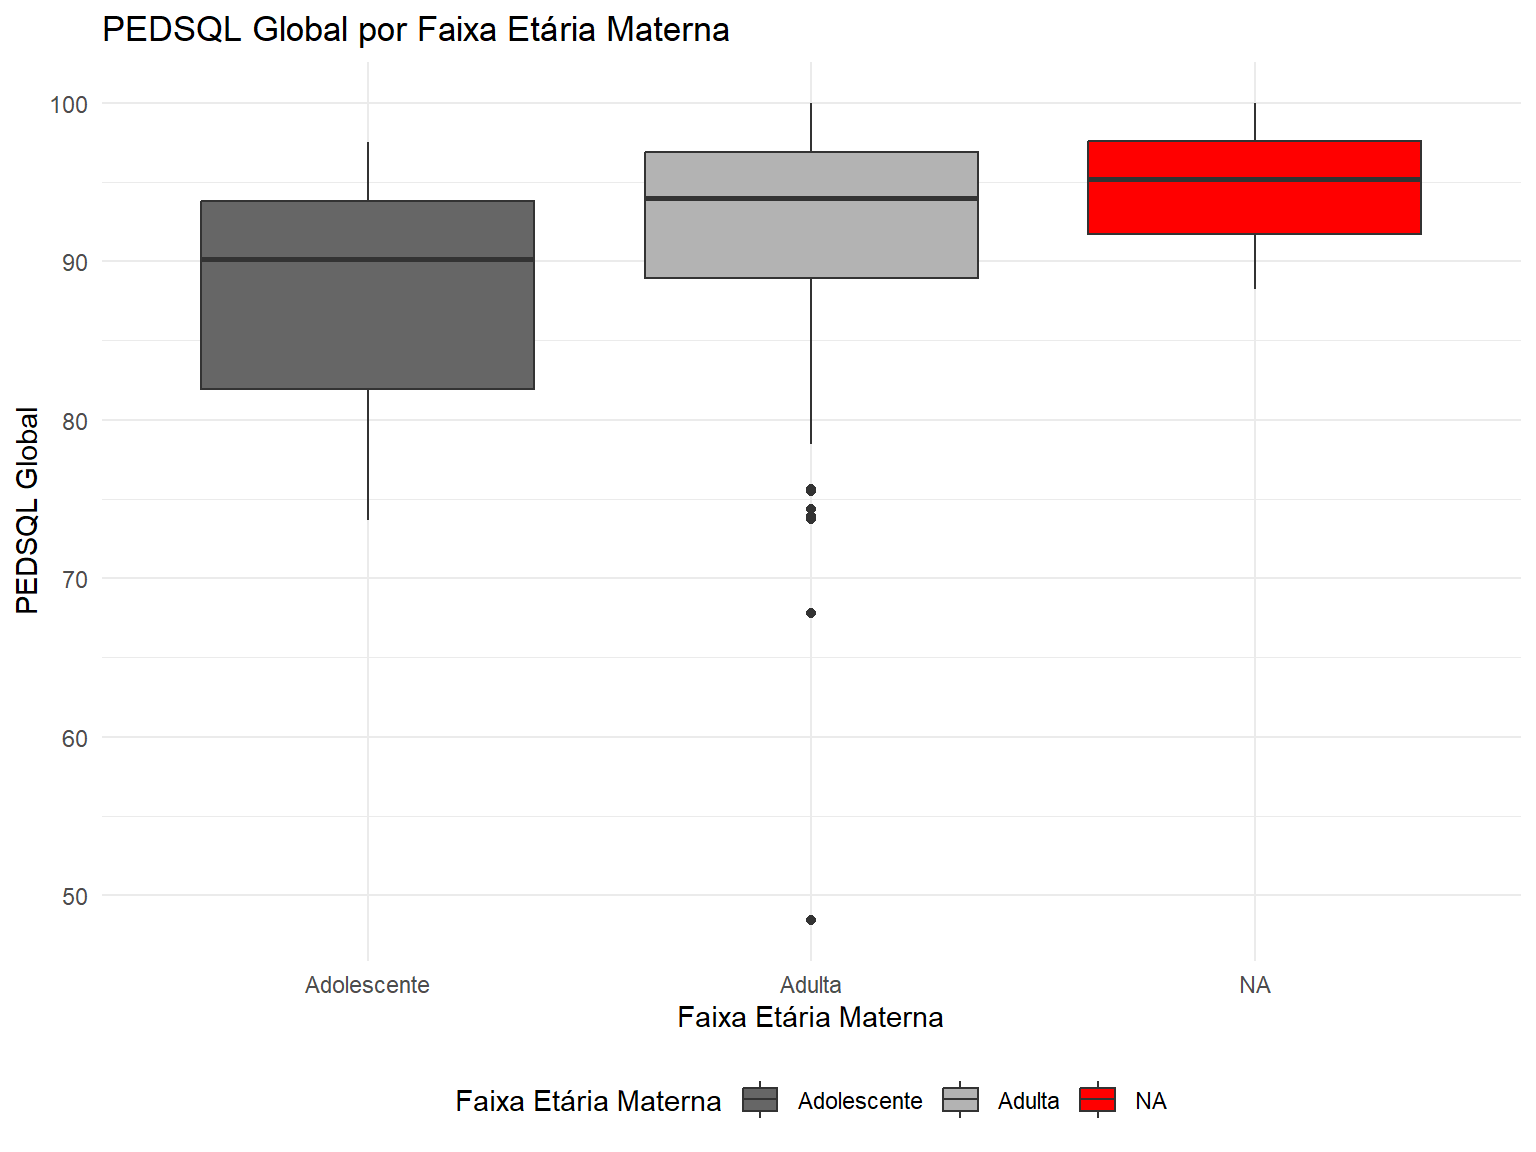 PEDSQL Global por Faixa Etária Materna
PEDSQL Global
100
90
80
70
60
50
Adolescente Adulta NA
Faixa Etária Materna
Faixa Etária Materna Adolescente Adulta NA